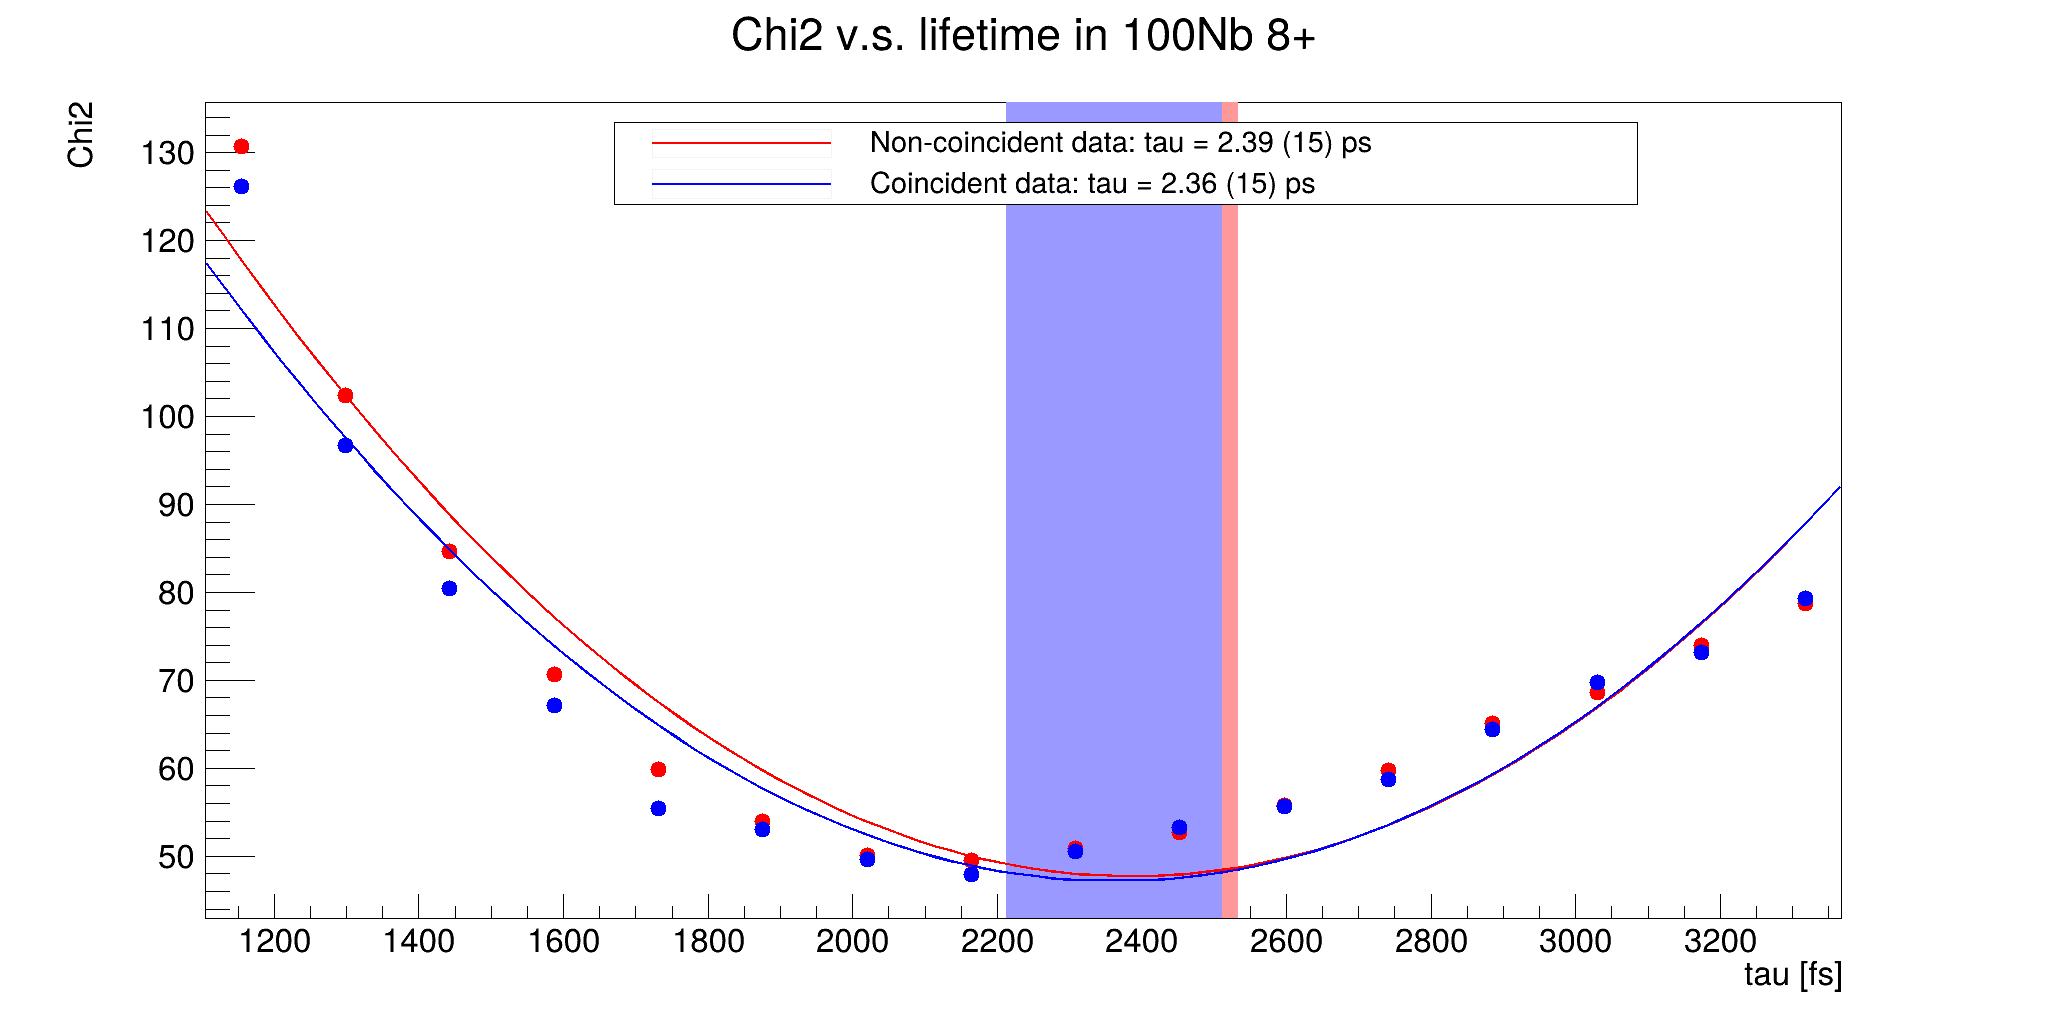 Chi2 v.s. lifetime in 100Nb 8+
Chi2
Non-coincident data: tau = 2.39 (15) ps
Coincident data: tau = 2.36 (15) ps
130
120
110
100
90
80
70
60
50
1200 1400 1600 1800 2000 2200 2400 2600 2800 3000 3200
tau [fs]